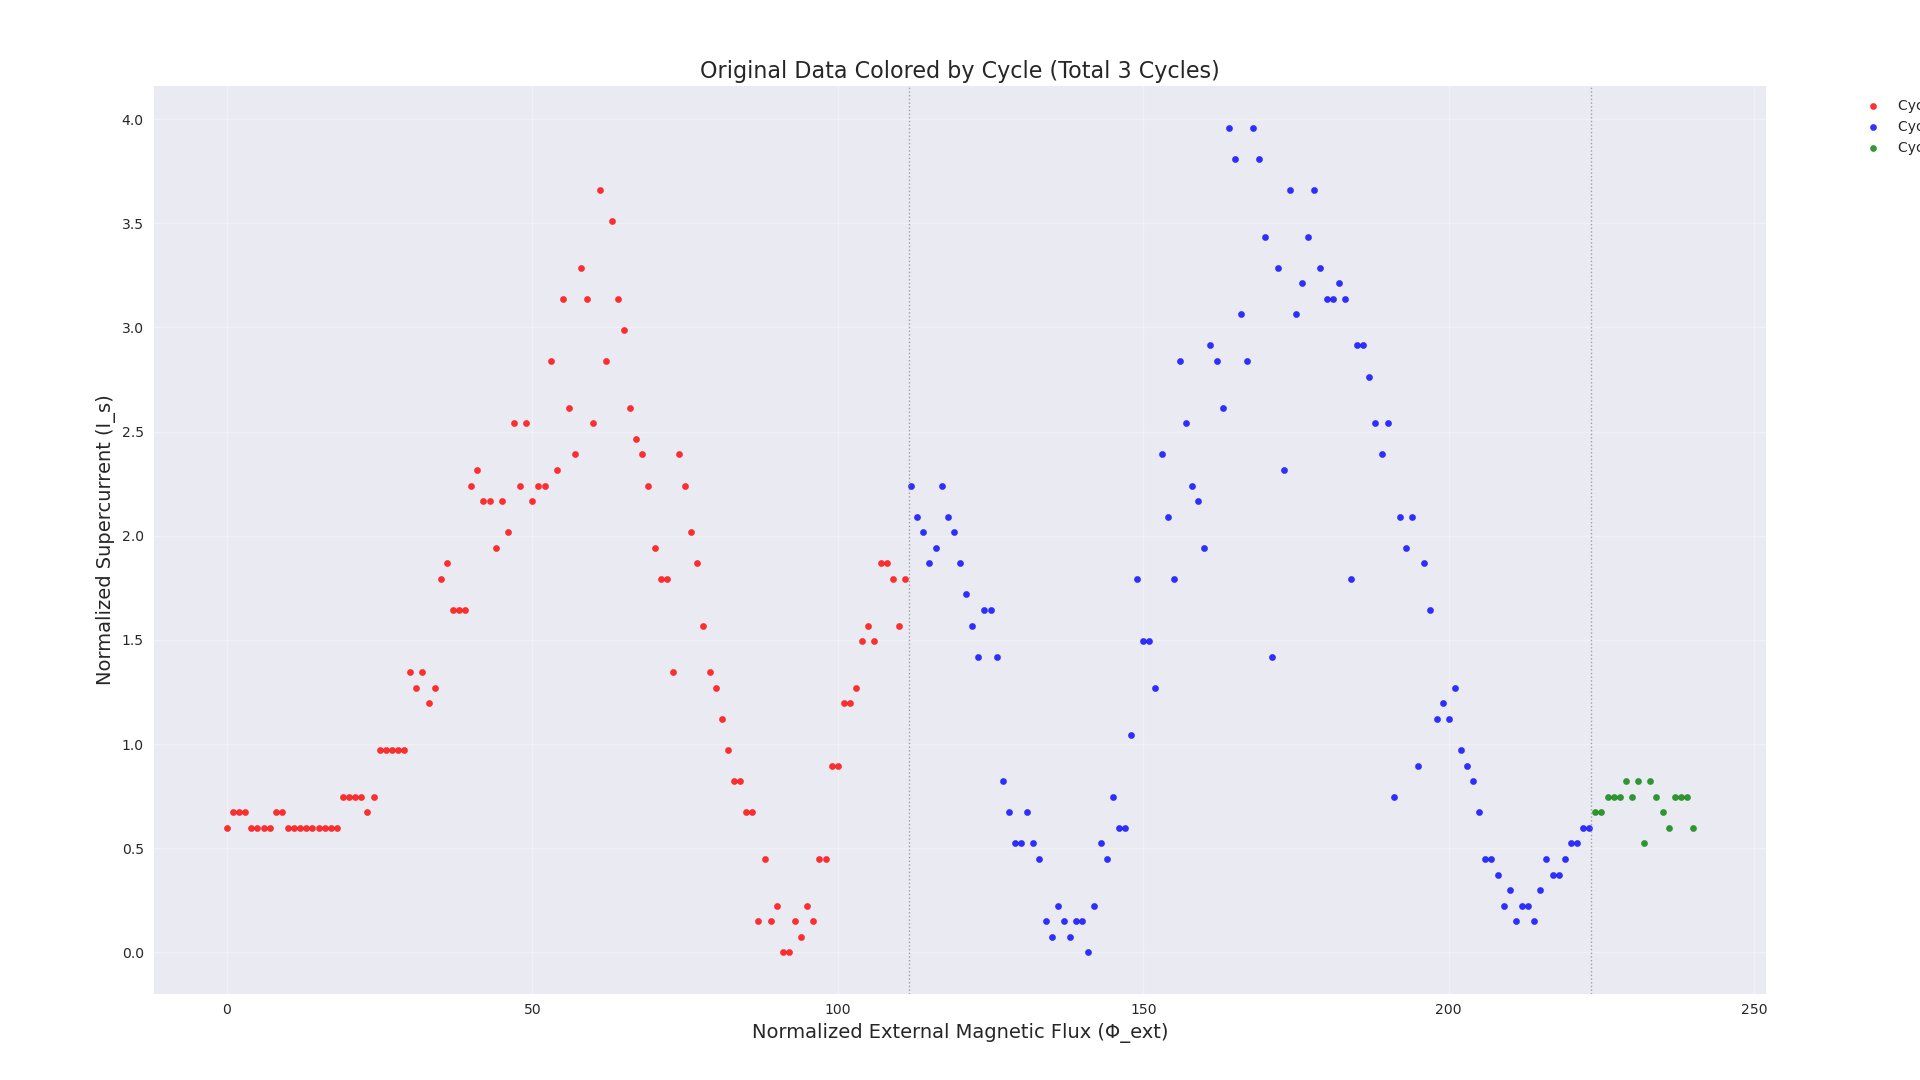 Original Data Colored by Cycle (Total 3 Cycles)
4.0
3.5
3.0
2.5
2.0
1.5
1.0
0.5
0.0
Normalized Supercurrent (I_s)
0 50 100 150 200 250
Normalized External Magnetic Flux (Φ_ext)
Cyc
Cyc
Cyc